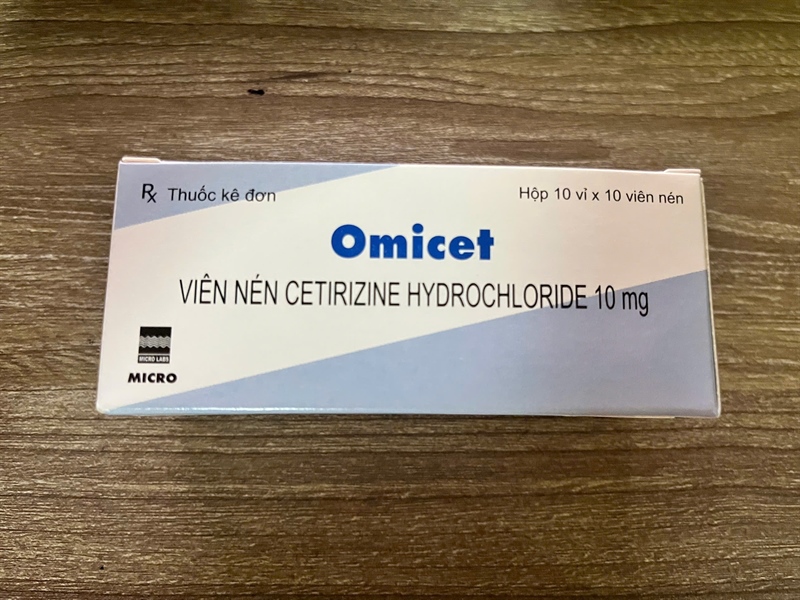 Rx Thuốc kê đơn
Hộp 10 vỉ x 10 viên nén
Omicet
VIÊN NÉN CETIRIZINE HYDROCHLORIDE 10 mg
MICRO LABS
MICRO